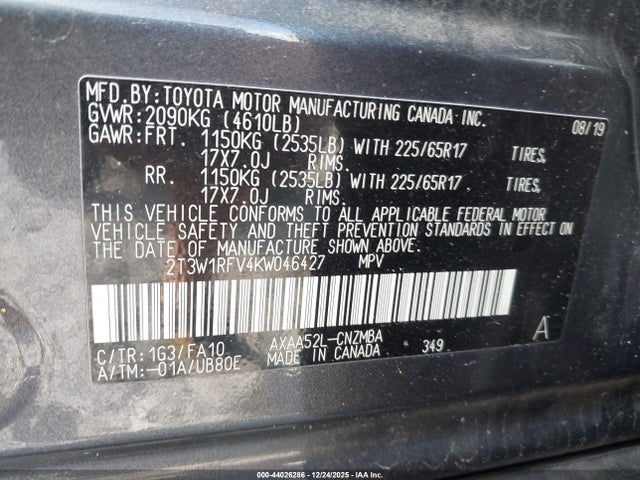 MFD.BY:TOYOTA MOTOR MANUFACTURING CANADA INC.
GVWR:2090KG (4610LB) 08/19
GAWR:FRT. 1150KG (2535LB) WITH 225/65R17 TIRES,
17X7.0J RIMS.
RR. 1150KG (2535LB) WITH 225/65R17 TIRES,
17X7.0J RIMS.
THIS VEHICLE CONFORMS TO ALL APPLICABLE FEDERAL MOTOR
VEHICLE SAFETY AND THEFT PREVENTION STANDARDS IN EFFECT ON
THE DATE OF MANUFACTURE SHOWN ABOVE.
2T3W1RFV4KW046427 MPV
A
C/TR:1G3/FA10 AXAA52L-CNZMBA 349
A/TM:-01A/UB80E MADE IN CANADA
000-44026286 - 12/24/2025 - IAA Inc.